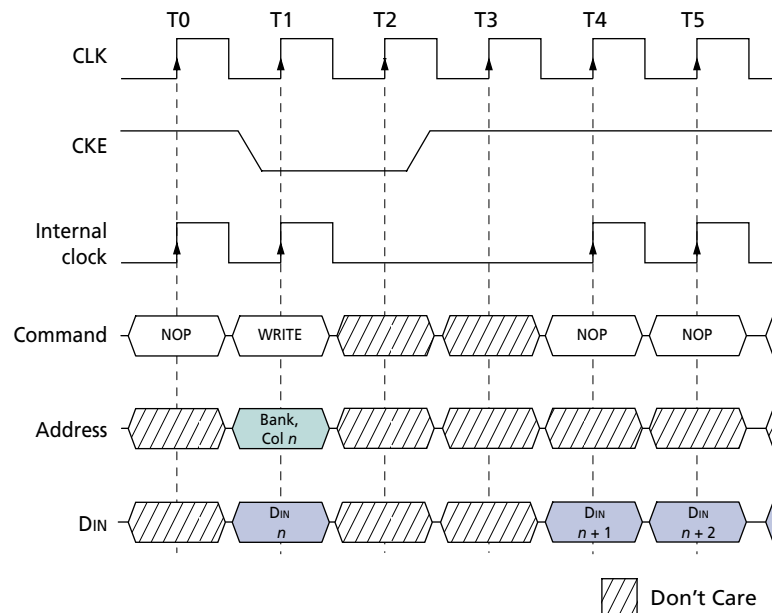 T0 T1 T2 T3 T4 T5
CLK
CKE
Internal
clock
Command NOP WRITE NOP NOP
Address Bank,
Col n
DIN DIN
n
DIN
n + 1
DIN
n + 2
Don't Care